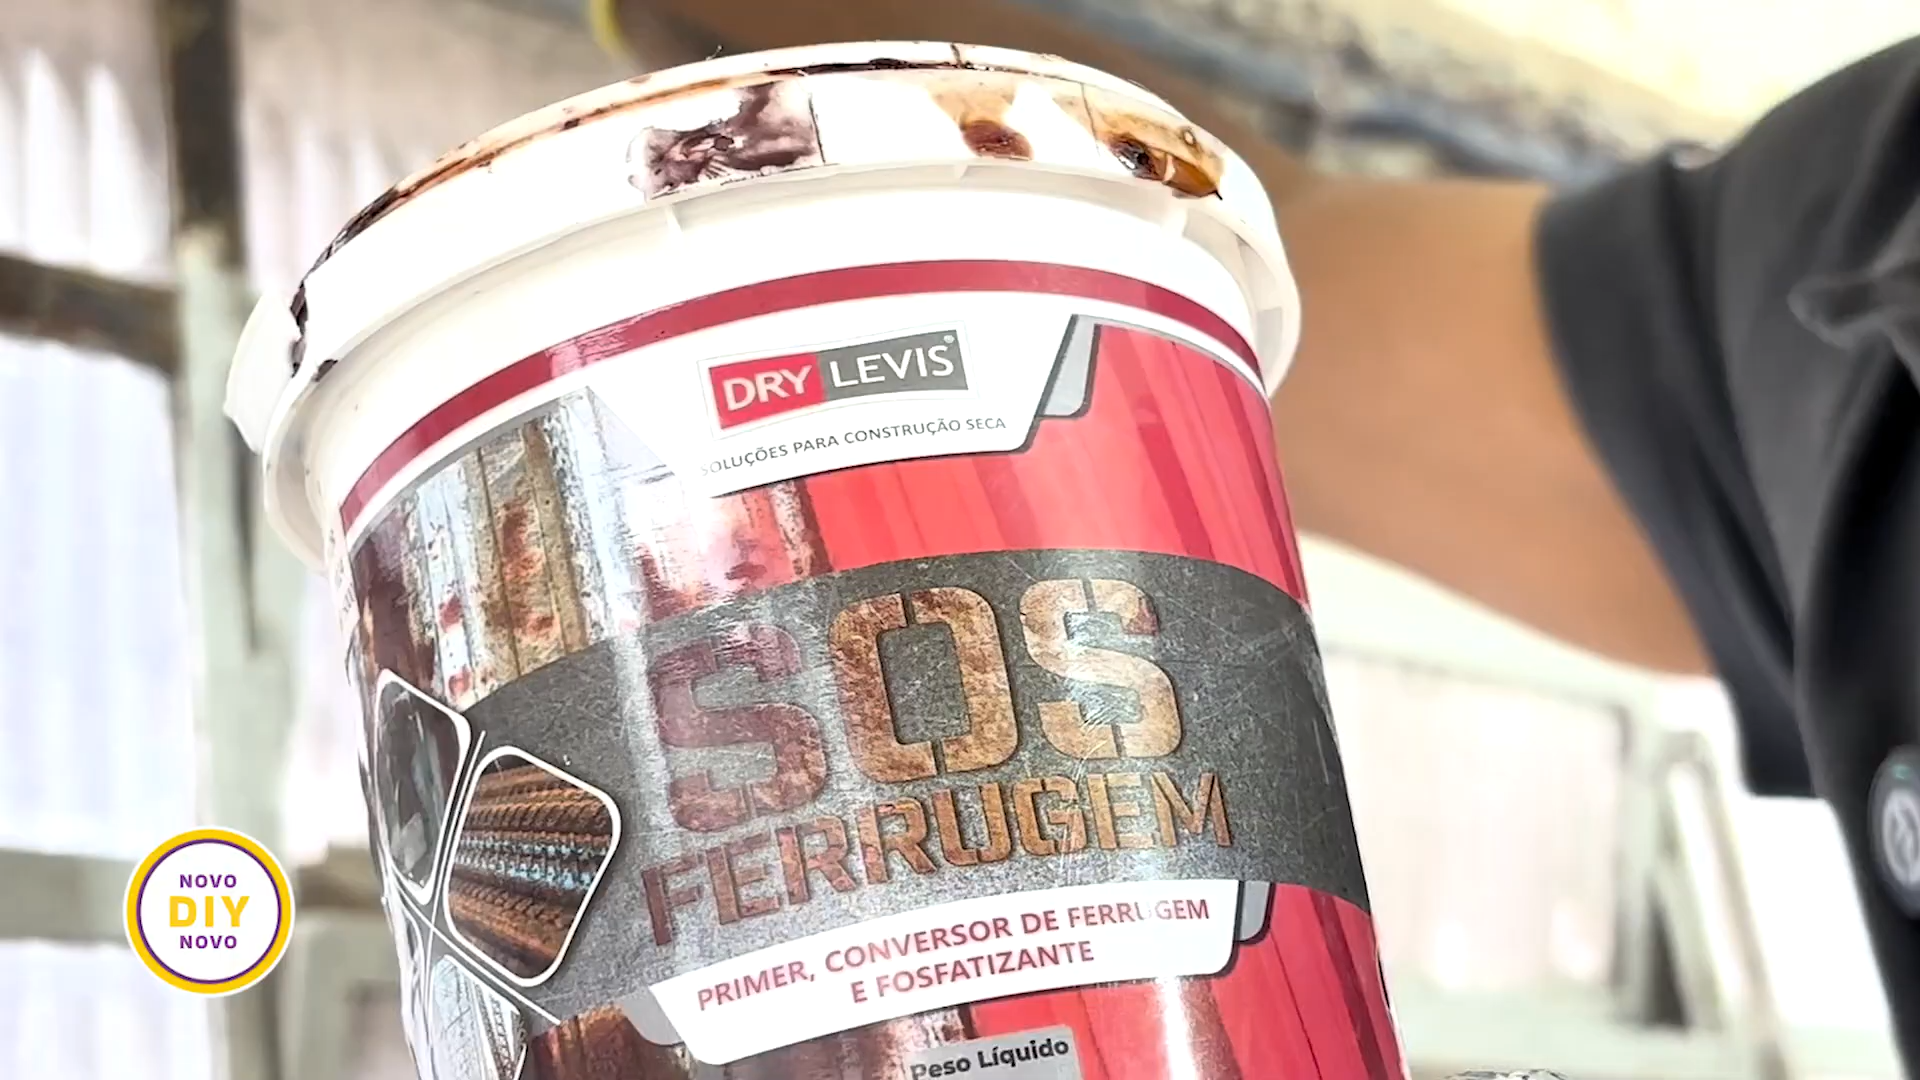 DRY LEVIS®
SOLUÇÕES PARA CONSTRUÇÃO SECA
SOS
FERRUGEM
PRIMER, CONVERSOR DE FERRUGEM
E FOSFATIZANTE
Peso Líquido
NOVO
DIY
NOVO